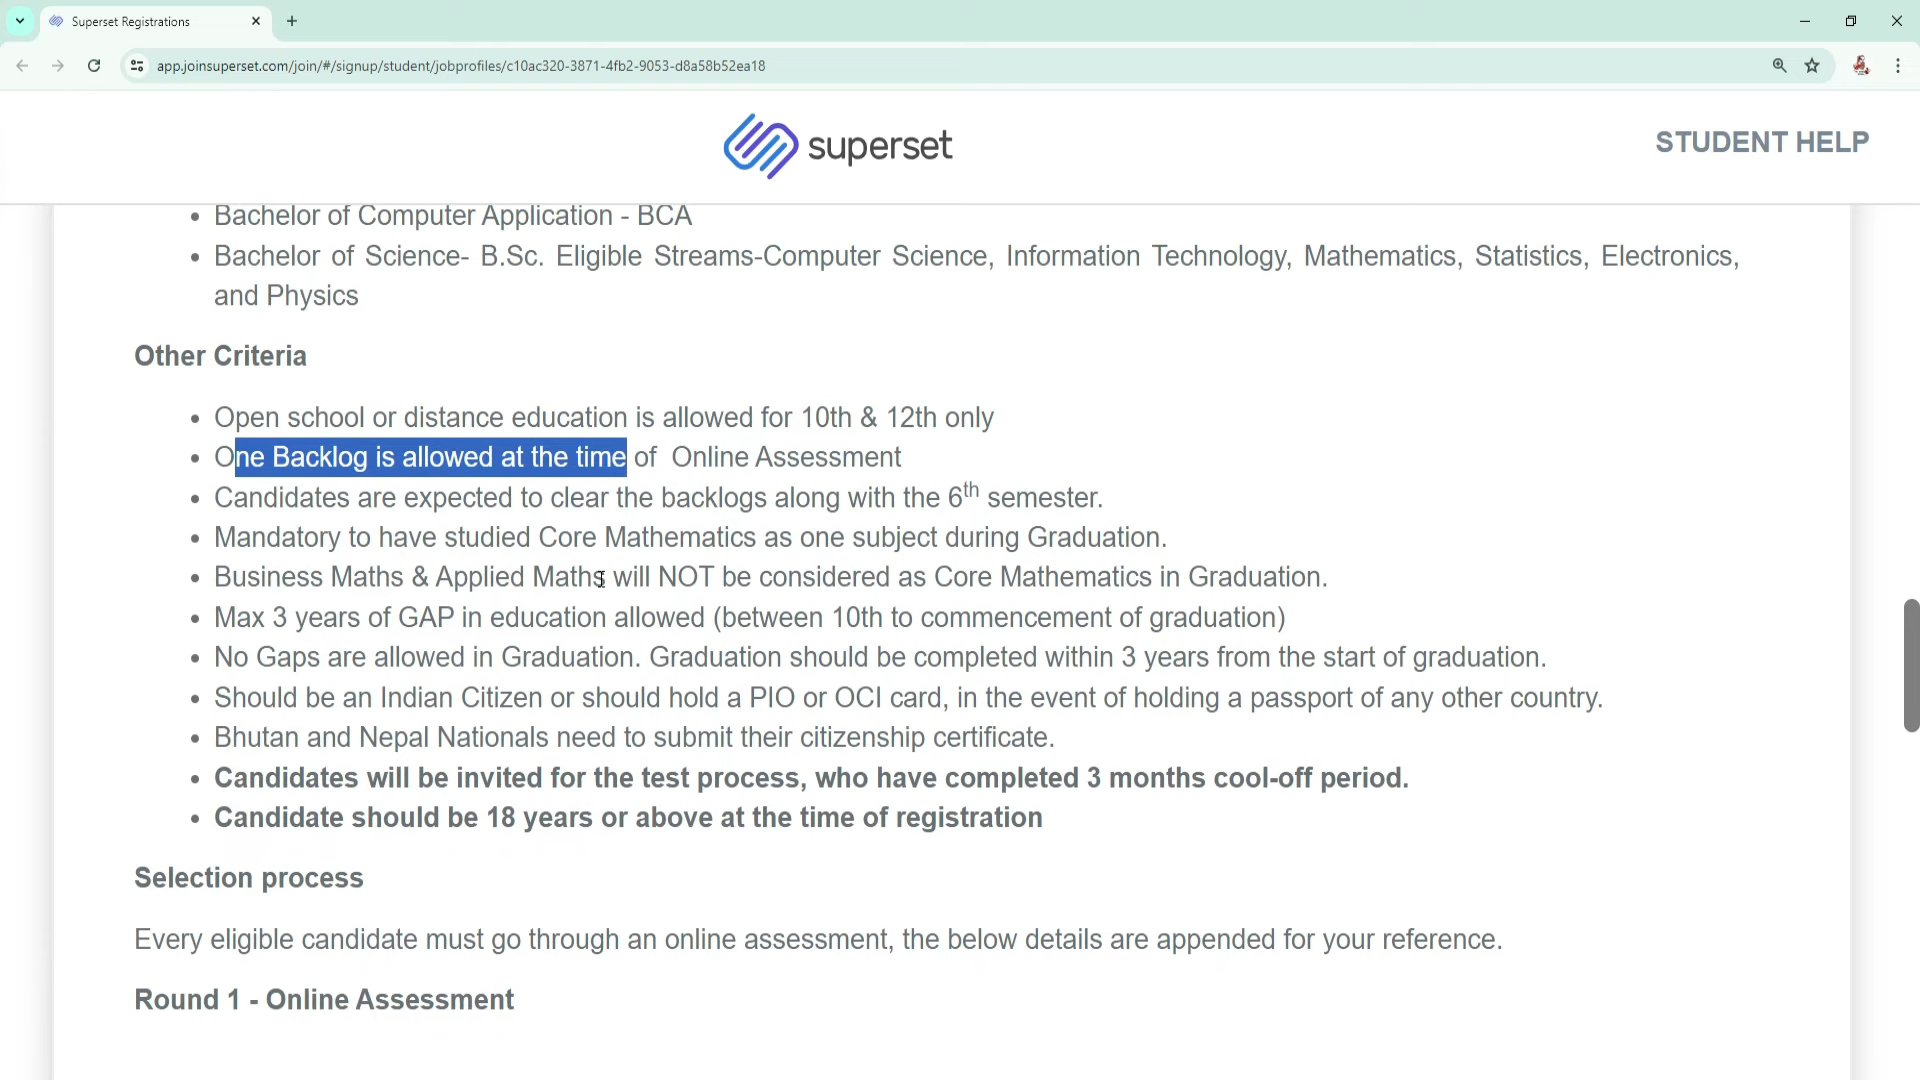 Superset Registrations
app.joinsuperset.com/join/#/signup/student/jobprofiles/c10ac320-3871-4fb2-9053-d8a58b52ea18
superset
STUDENT HELP
Bachelor of Computer Application - BCA
Bachelor of Science- B.Sc. Eligible Streams-Computer Science, Information Technology, Mathematics, Statistics, Electronics,
and Physics
Other Criteria
Open school or distance education is allowed for 10th & 12th only
One Backlog is allowed at the time of Online Assessment
Candidates are expected to clear the backlogs along with the 6th semester.
Mandatory to have studied Core Mathematics as one subject during Graduation.
Business Maths & Applied Maths will NOT be considered as Core Mathematics in Graduation.
Max 3 years of GAP in education allowed (between 10th to commencement of graduation)
No Gaps are allowed in Graduation. Graduation should be completed within 3 years from the start of graduation.
Should be an Indian Citizen or should hold a PIO or OCI card, in the event of holding a passport of any other country.
Bhutan and Nepal Nationals need to submit their citizenship certificate.
Candidates will be invited for the test process, who have completed 3 months cool-off period.
Candidate should be 18 years or above at the time of registration
Selection process
Every eligible candidate must go through an online assessment, the below details are appended for your reference.
Round 1 - Online Assessment